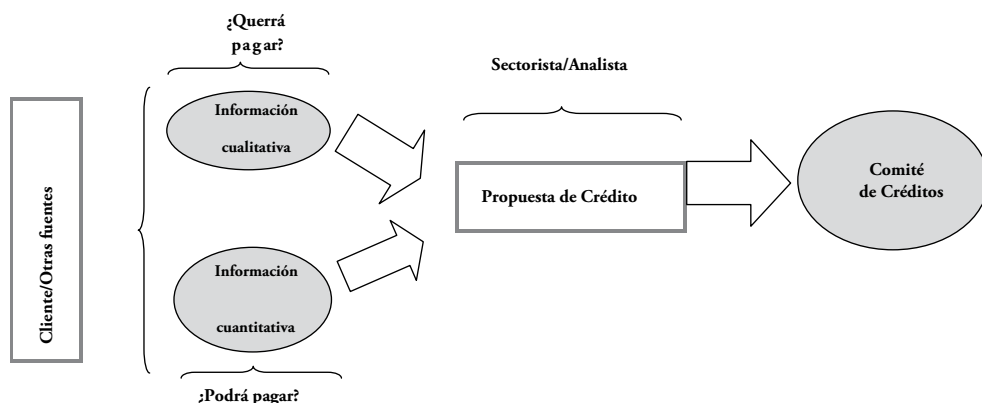 ¿Querrá
pagar?
Sectorista/Analista
Cliente/Otras fuentes
Información
cualitativa
Propuesta de Crédito
Comité
de Créditos
Información
cuantitativa
¿Podrá pagar?